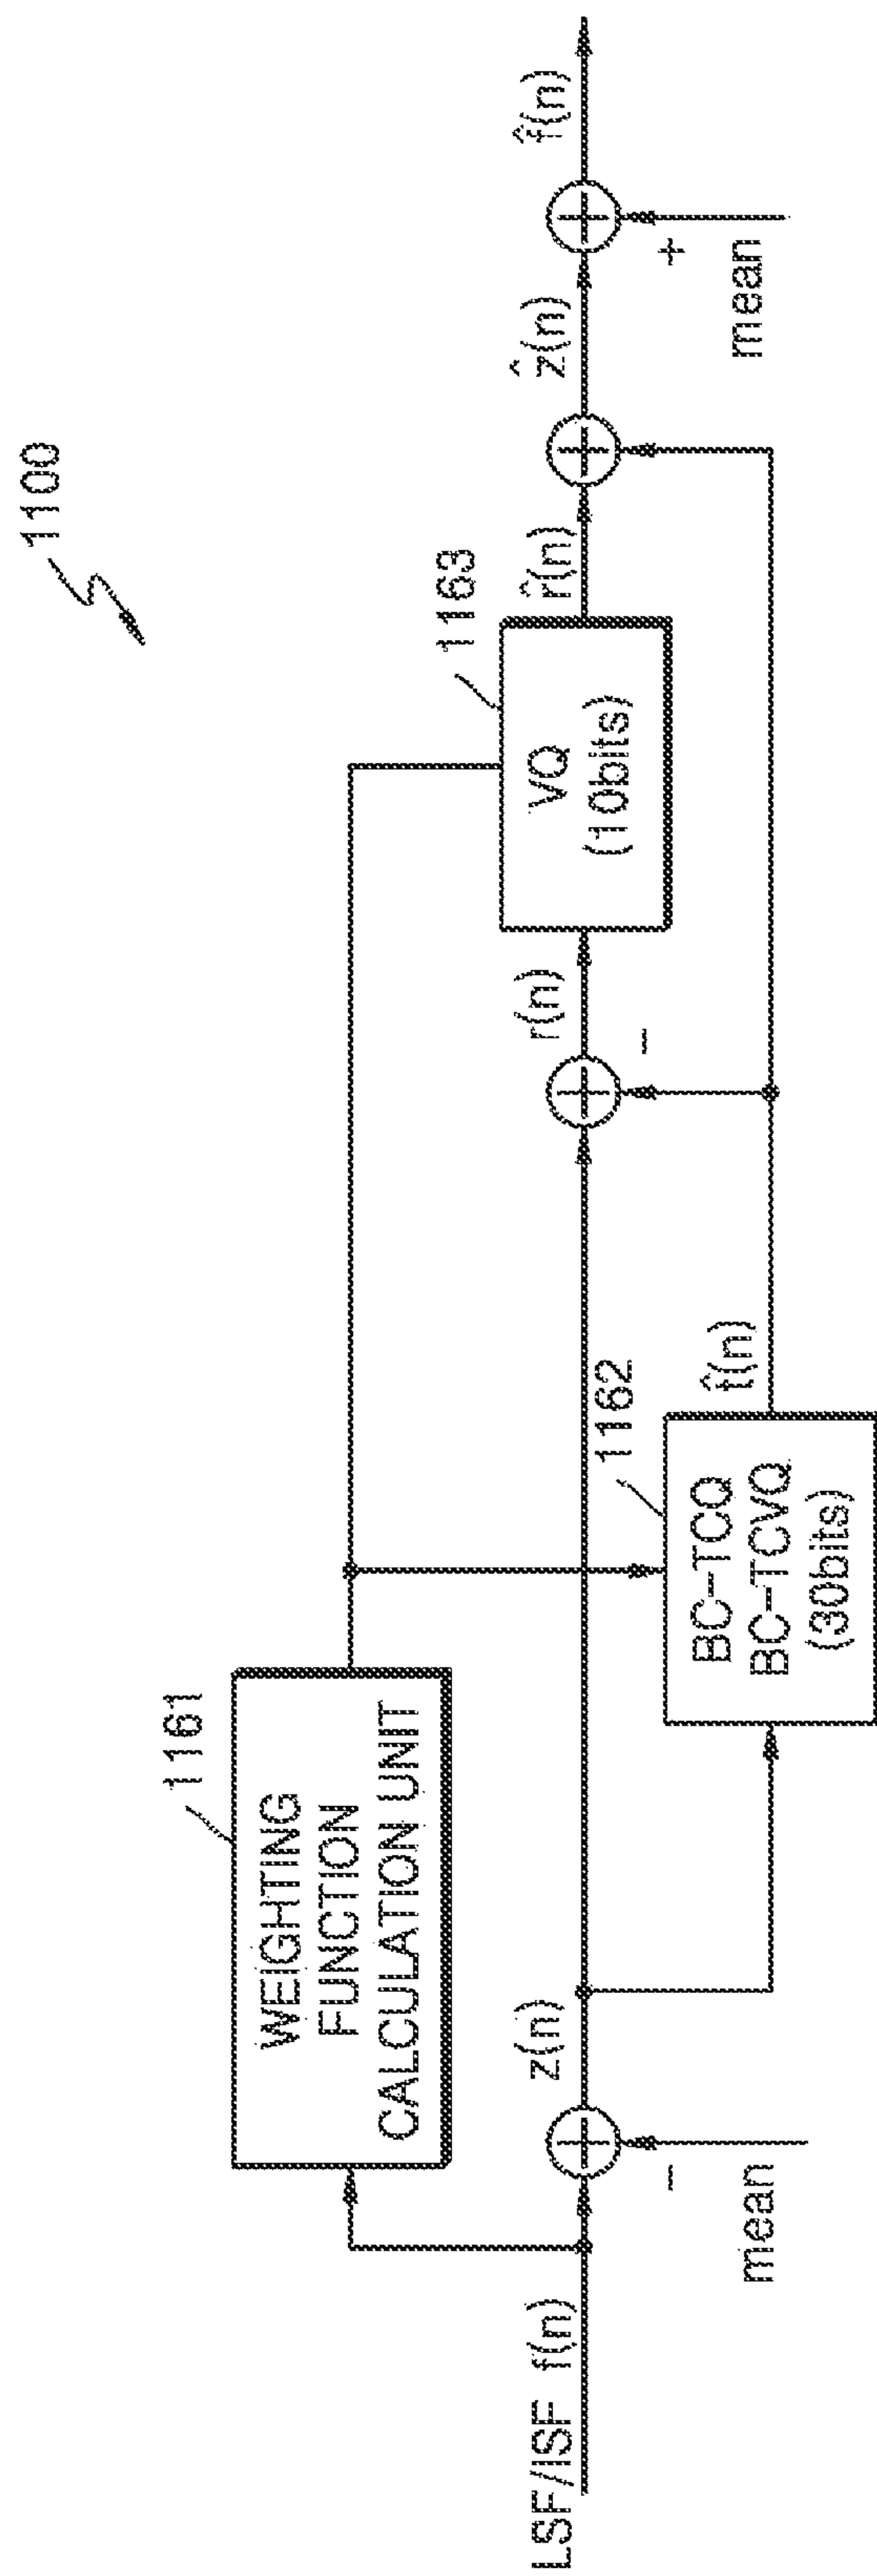 1100
1161
WEIGHTING
FUNCTION
CALCULATION UNIT
1163
VQ
(10bits)
LSF/ISF f(n)
z(n)
r(n)
r̂(n)
ẑ(n)
f̂(n)
-
mean
-
+
mean
1162
t̂(n)
BC-TCQ
BC-TCVQ
(30bits)